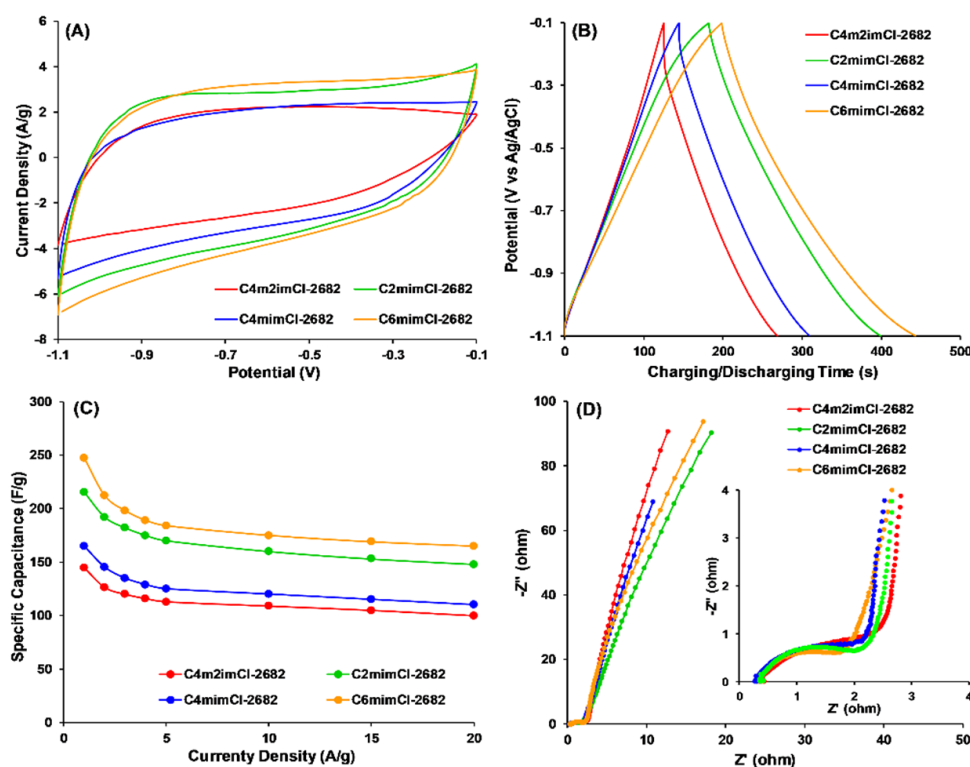 (A)
6
4
2
0
-2
-4
-6
-8
Current Density (A/g)
C4m2imCl-2682
C2mimCl-2682
C4mimCl-2682
C6mimCl-2682
-1.1
-0.9
-0.7
-0.5
-0.3
-0.1
Potential (V)
(B)
-0.1
-0.3
-0.5
-0.7
-0.9
-1.1
Potential (V vs Ag/AgCl)
C4m2imCl-2682
C2mimCl-2682
C4mimCl-2682
C6mimCl-2682
0
100
200
300
400
500
Charging/Discharging Time (s)
(C)
300
250
200
150
100
50
0
Specific Capacitance (F/g)
C4m2imCl-2682
C2mimCl-2682
C4mimCl-2682
C6mimCl-2682
0
5
10
15
20
Currenty Density (A/g)
(D)
100
80
60
40
20
0
-Z'' (ohm)
C4m2imCl-2682
C2mimCl-2682
C4mimCl-2682
C6mimCl-2682
4
3
2
1
0
-Z'' (ohm)
0
1
2
3
4
Z' (ohm)
0
10
20
30
40
50
Z' (ohm)